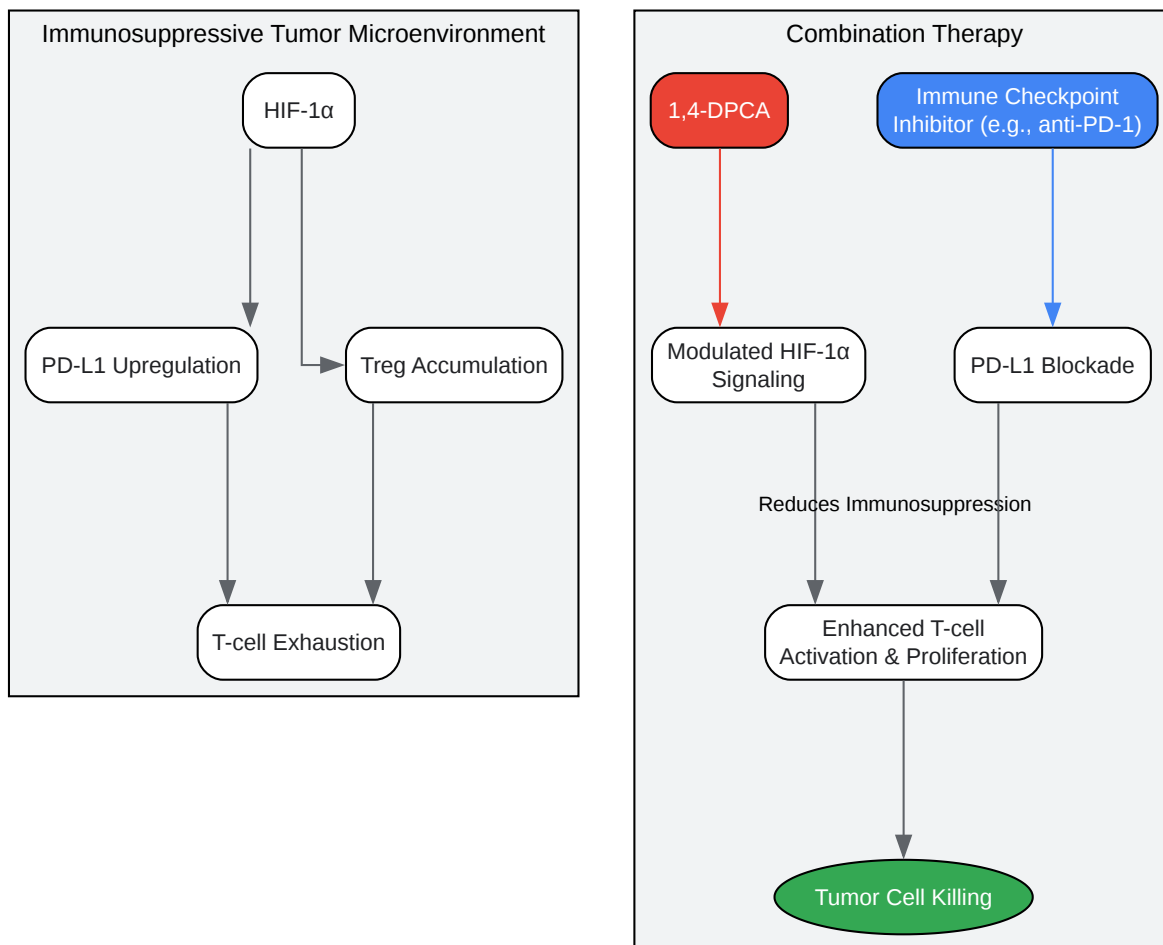 Immunosuppressive Tumor Microenvironment
HIF-1α
PD-L1 Upregulation
Treg Accumulation
T-cell Exhaustion
Combination Therapy
1,4-DPCA
Immune Checkpoint
Inhibitor (e.g., anti-PD-1)
Modulated HIF-1α
Signaling
PD-L1 Blockade
Reduces Immunosuppression
Enhanced T-cell
Activation & Proliferation
Tumor Cell Killing